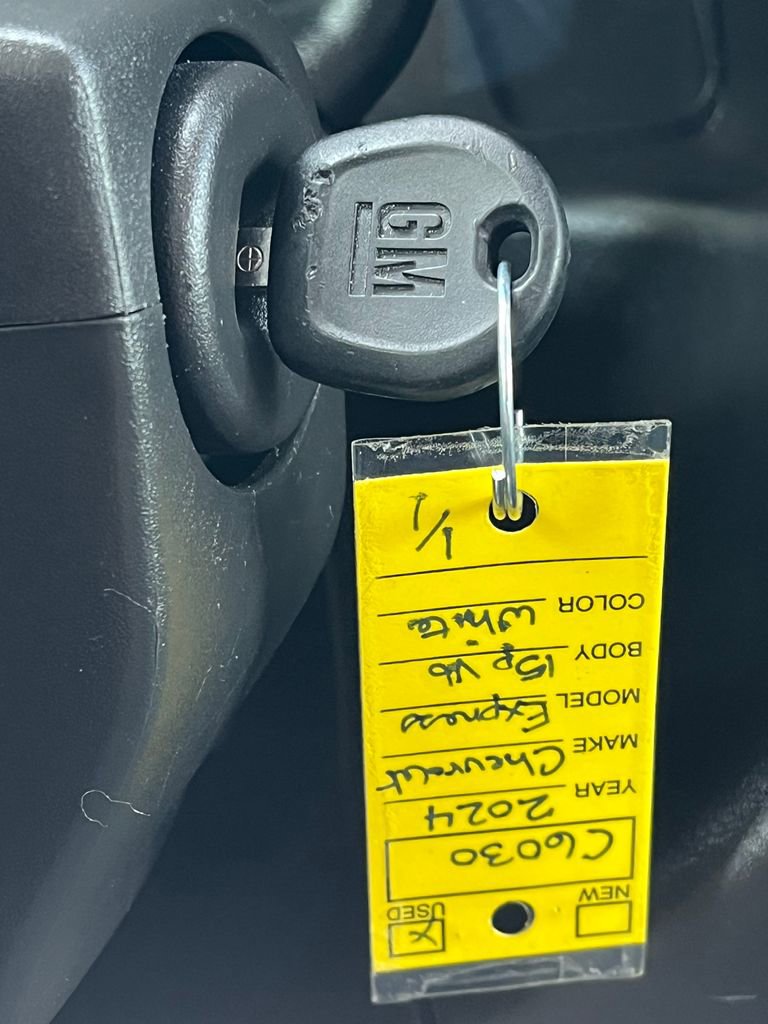 GM
NEW
USED X
C6030
YEAR 2024
MAKE Chevrolet
MODEL Express
BODY 15p V6
COLOR White
1/1